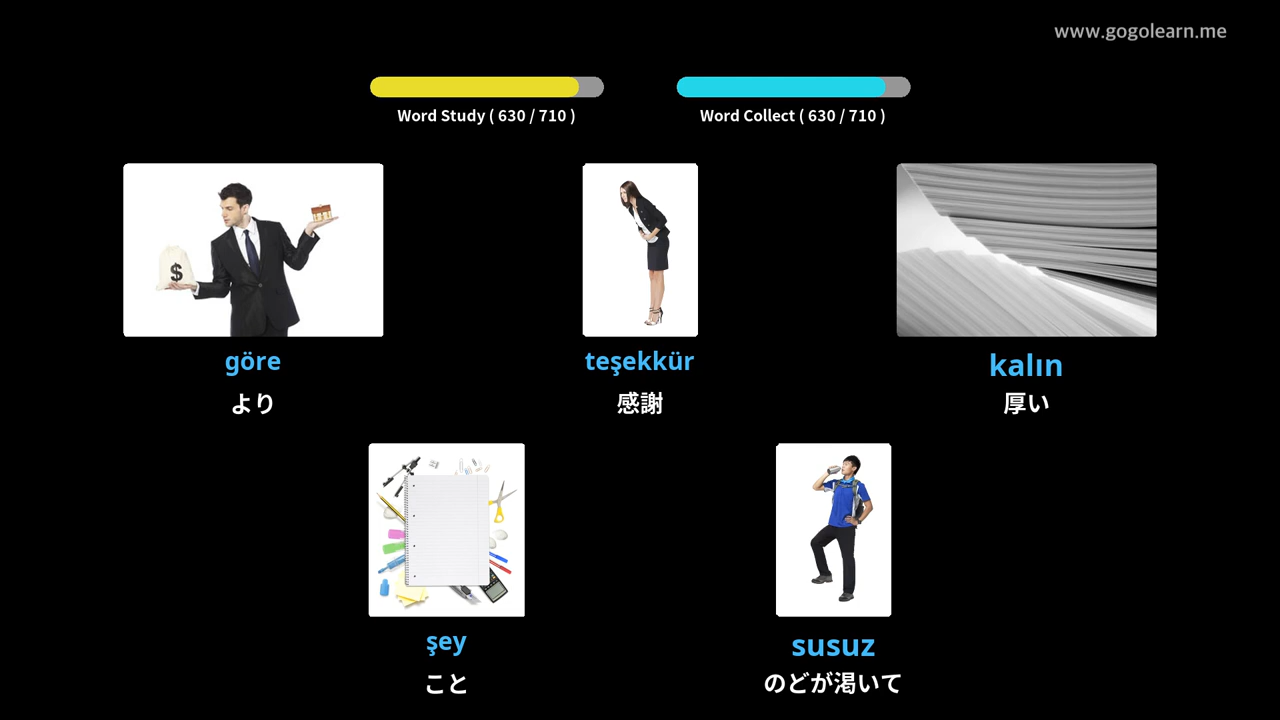 www.gogolearn.me
Word Study ( 630 / 710 )
Word Collect ( 630 / 710 )
$
göre
より
teşekkür
感謝
kalın
厚い
şey
こと
susuz
のどが渇いて